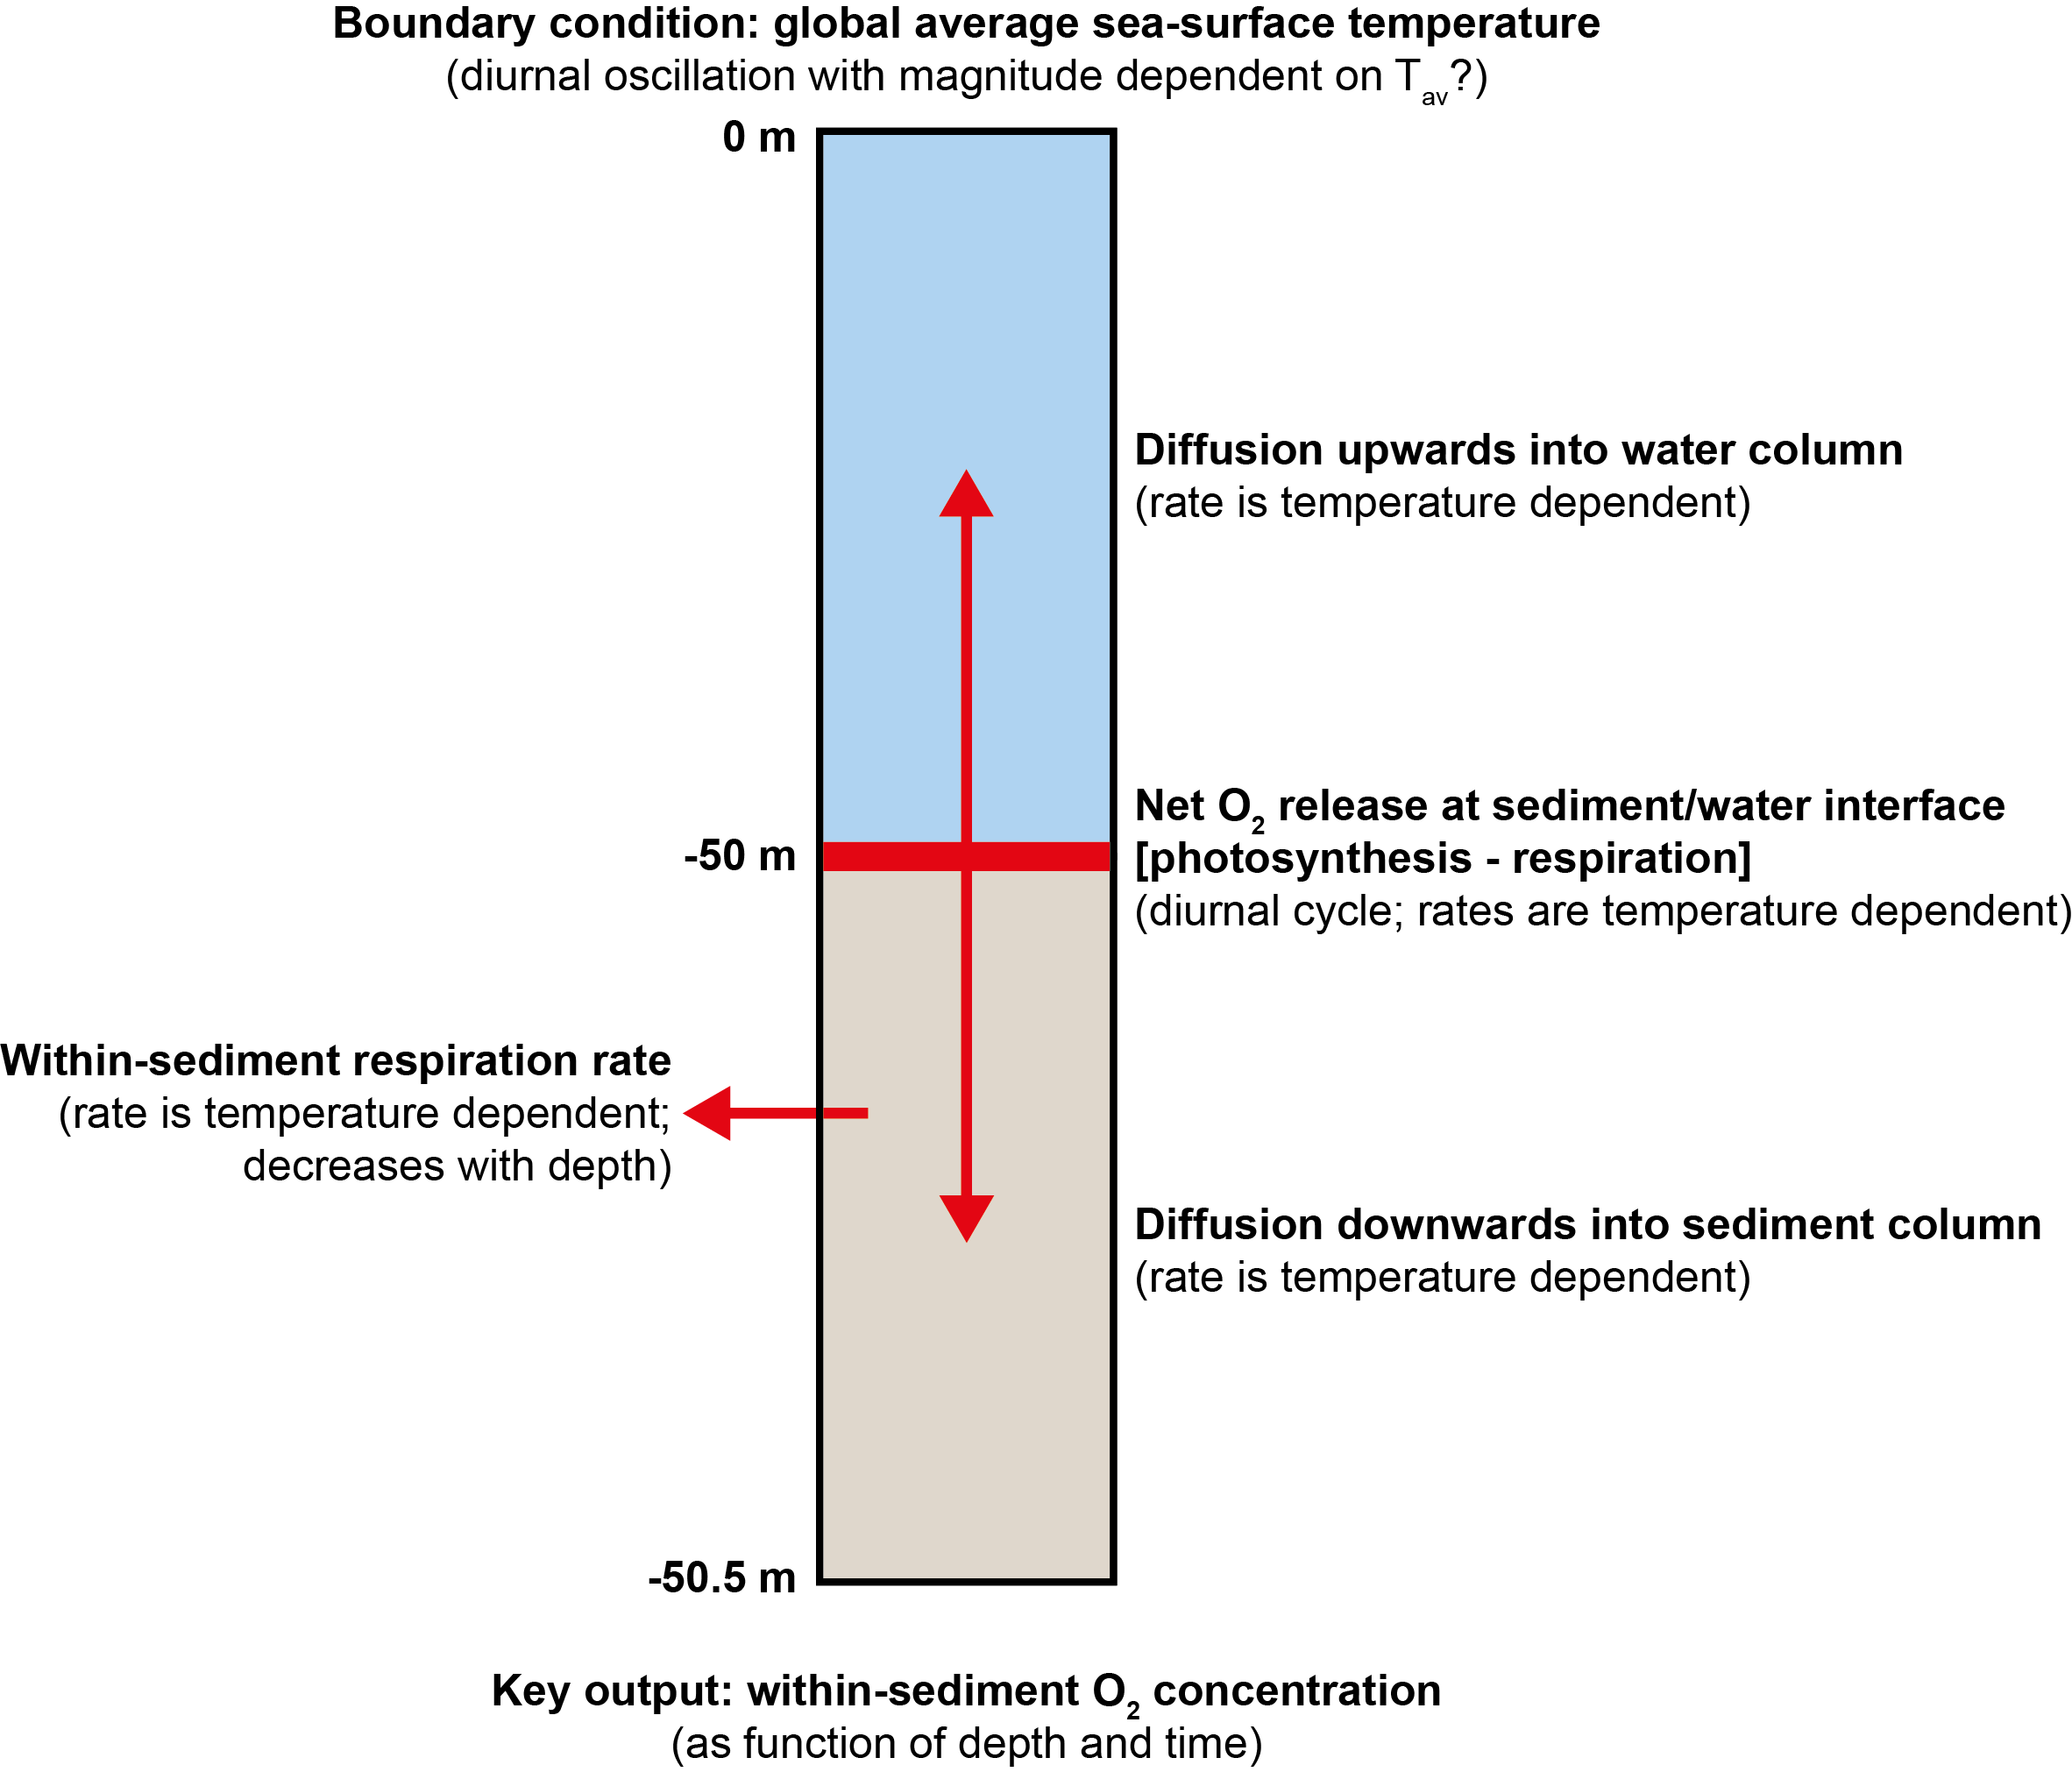 Boundary condition: global average sea-surface temperature
(diurnal oscillation with magnitude dependent on Tav?)
0 m
Diffusion upwards into water column
(rate is temperature dependent)
-50 m
Net O2 release at sediment/water interface
[photosynthesis - respiration]
(diurnal cycle; rates are temperature dependent)
Within-sediment respiration rate
(rate is temperature dependent;
decreases with depth)
Diffusion downwards into sediment column
(rate is temperature dependent)
-50.5 m
Key output: within-sediment O2 concentration
(as function of depth and time)